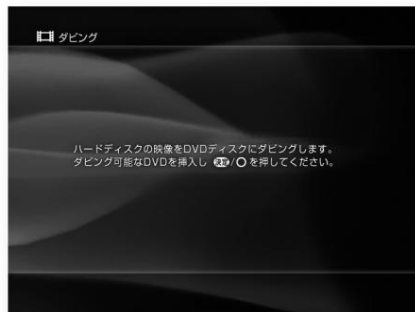 ダビング
ハードディスクの映像をDVDディスクにダビングします。
ダビング可能なDVDを挿入し 決定/○ を押してください。